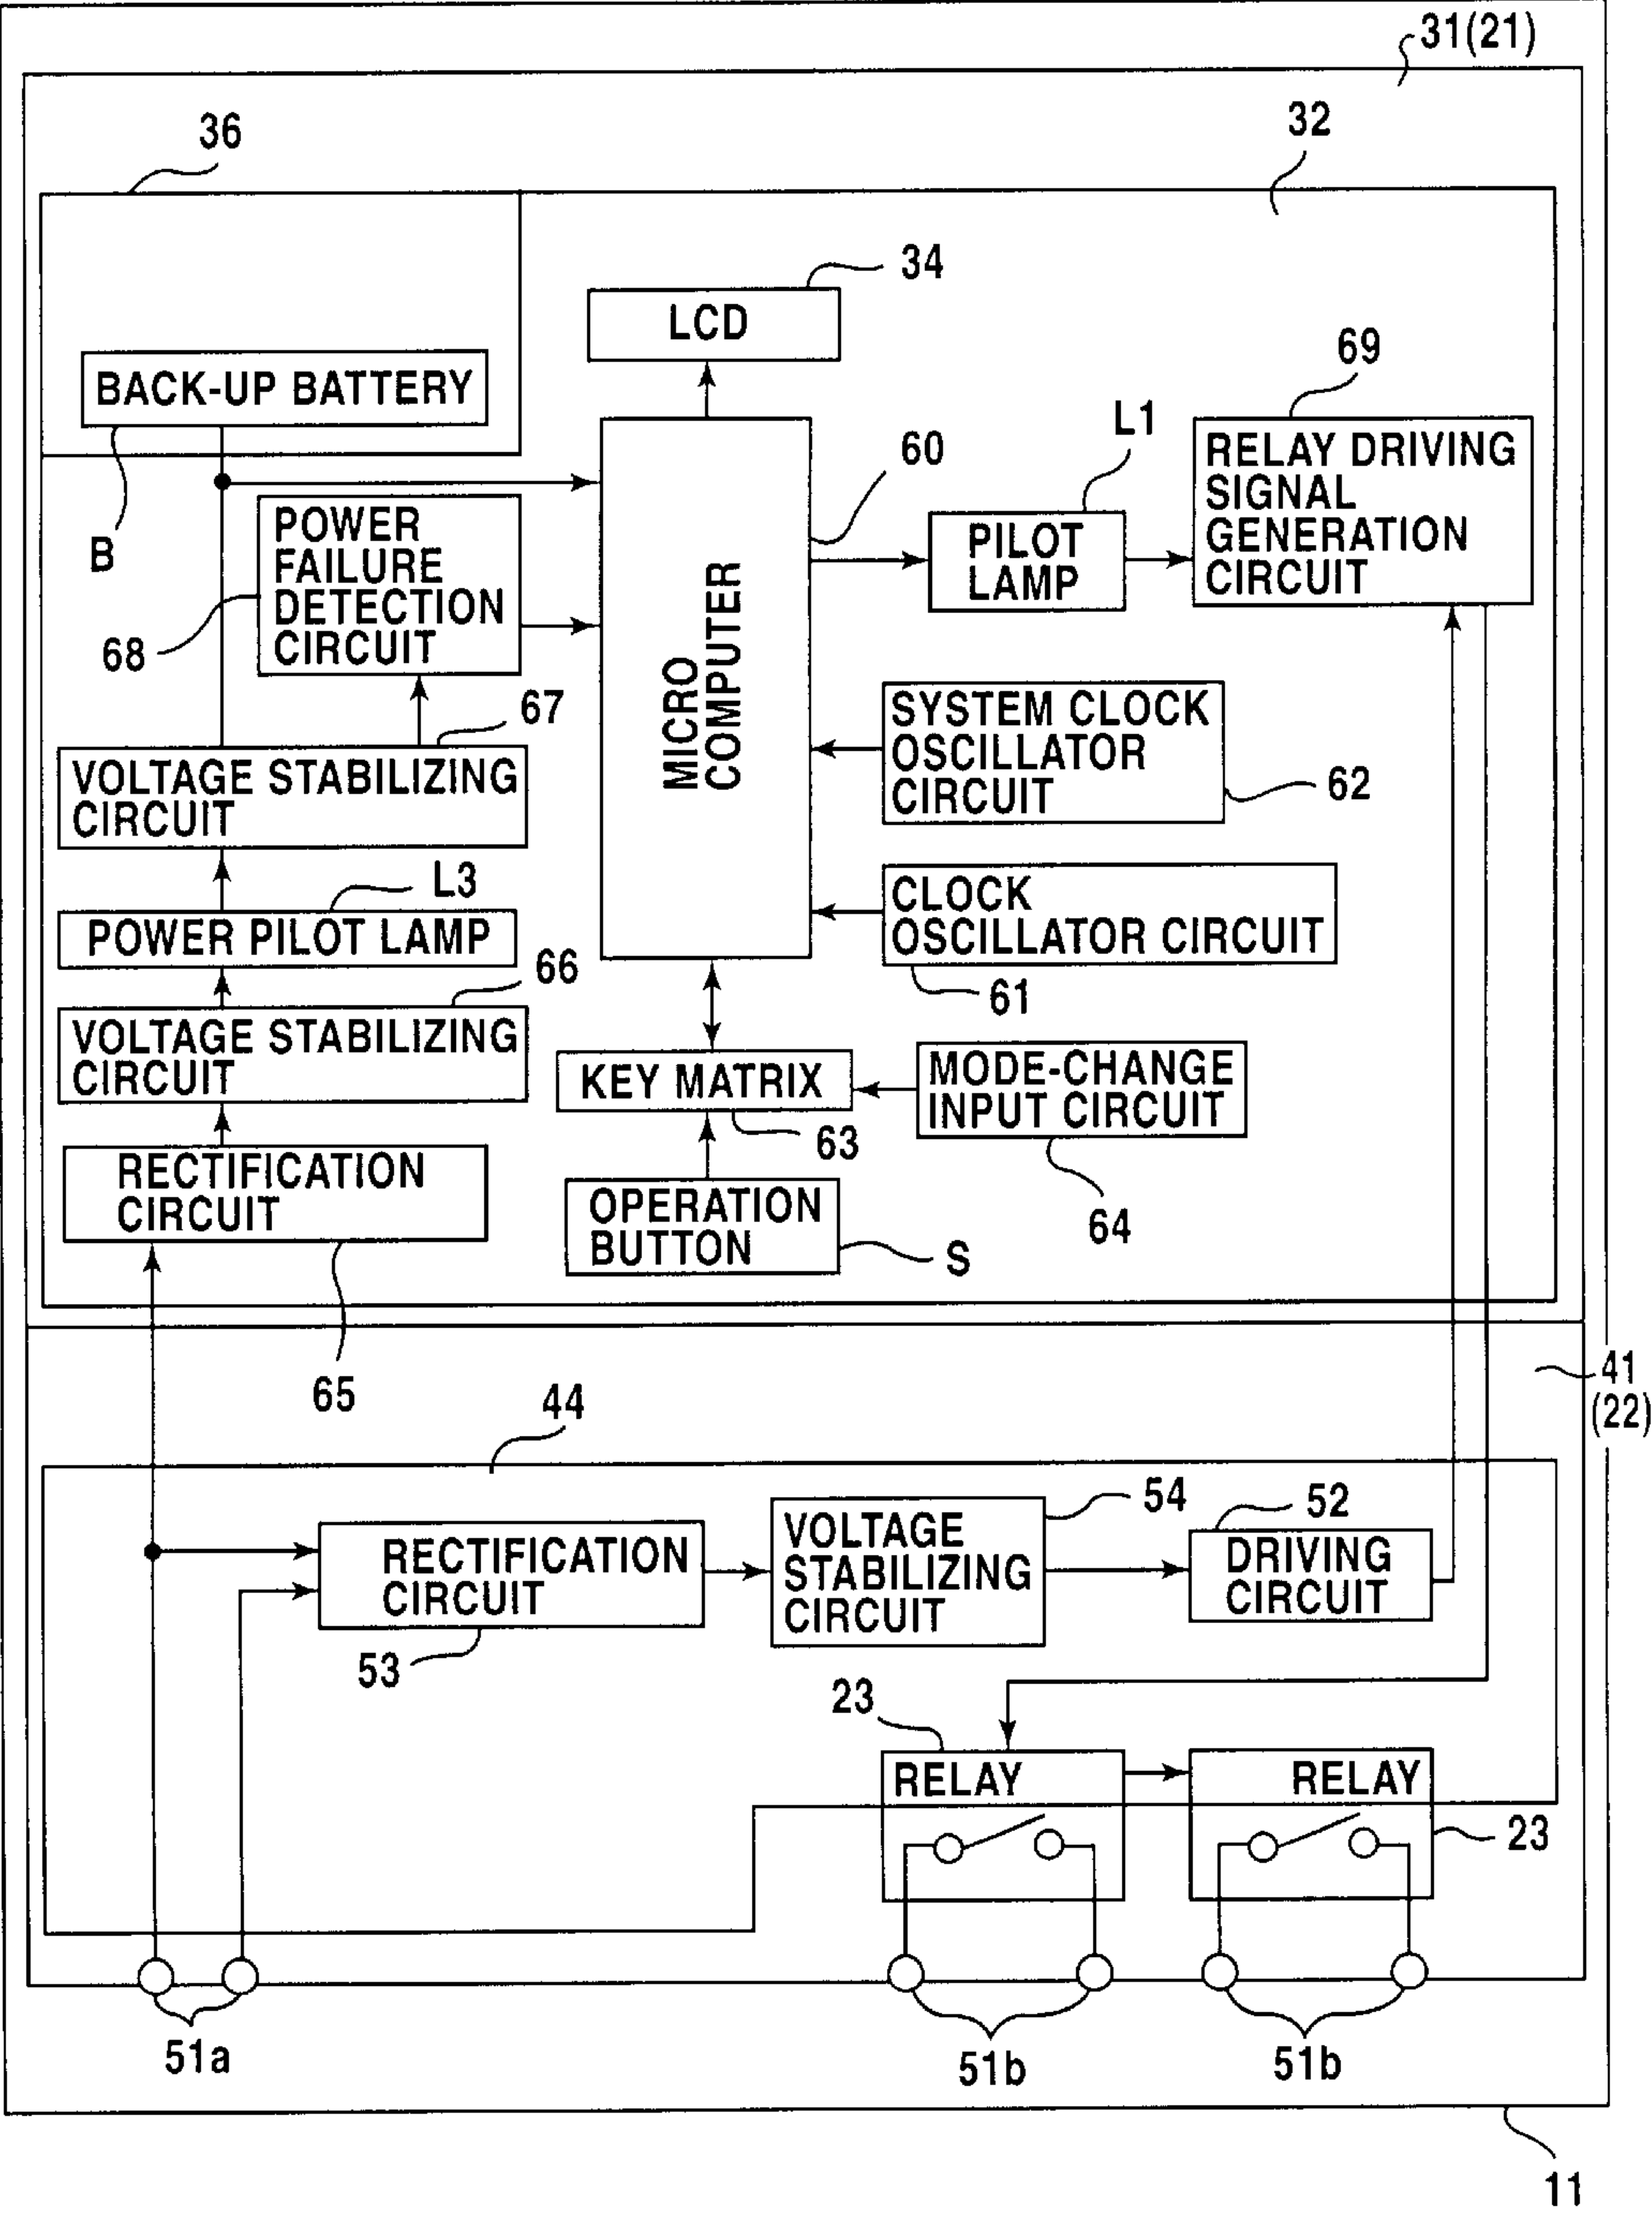 31(21)
36
32
34
LCD
BACK-UP BATTERY
B
69
L1
60
RELAY DRIVING
SIGNAL
GENERATION
CIRCUIT
POWER
FAILURE
DETECTION
CIRCUIT
68
PILOT
LAMP
MICRO
COMPUTER
67
SYSTEM CLOCK
OSCILLATOR
CIRCUIT
62
VOLTAGE STABILIZING
CIRCUIT
L3
POWER PILOT LAMP
CLOCK
OSCILLATOR CIRCUIT
61
66
VOLTAGE STABILIZING
CIRCUIT
KEY MATRIX
63
MODE-CHANGE
INPUT CIRCUIT
64
RECTIFICATION
CIRCUIT
65
OPERATION
BUTTON
S
41
(22)
44
54
52
RECTIFICATION
CIRCUIT
53
VOLTAGE
STABILIZING
CIRCUIT
DRIVING
CIRCUIT
23
RELAY
RELAY
23
51a
51b
51b
11